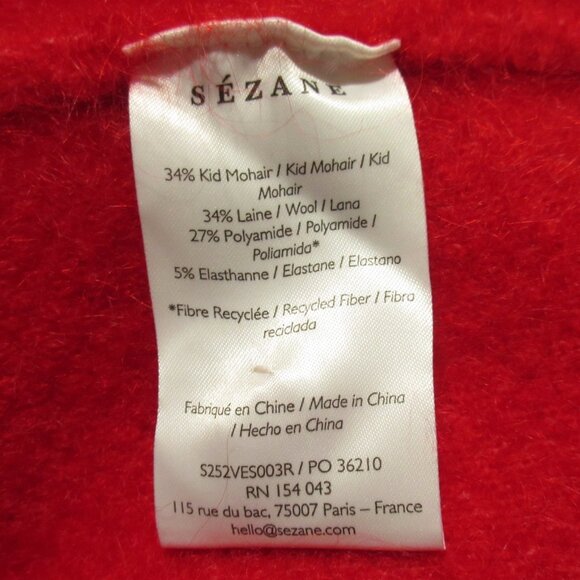 SÉZANE
34% Kid Mohair / Kid Mohair / Kid
Mohair
34% Laine / Wool / Lana
27% Polyamide / Polyamide /
Poliamida*
5% Elasthanne / Elastane / Elastano
*Fibre Recyclée / Recycled Fiber / Fibra
reciclada
Fabriqué en Chine / Made in China
/ Hecho en China
S252VES003R / PO 36210
RN 154 043
115 rue du bac, 75007 Paris – France
hello@sezane.com